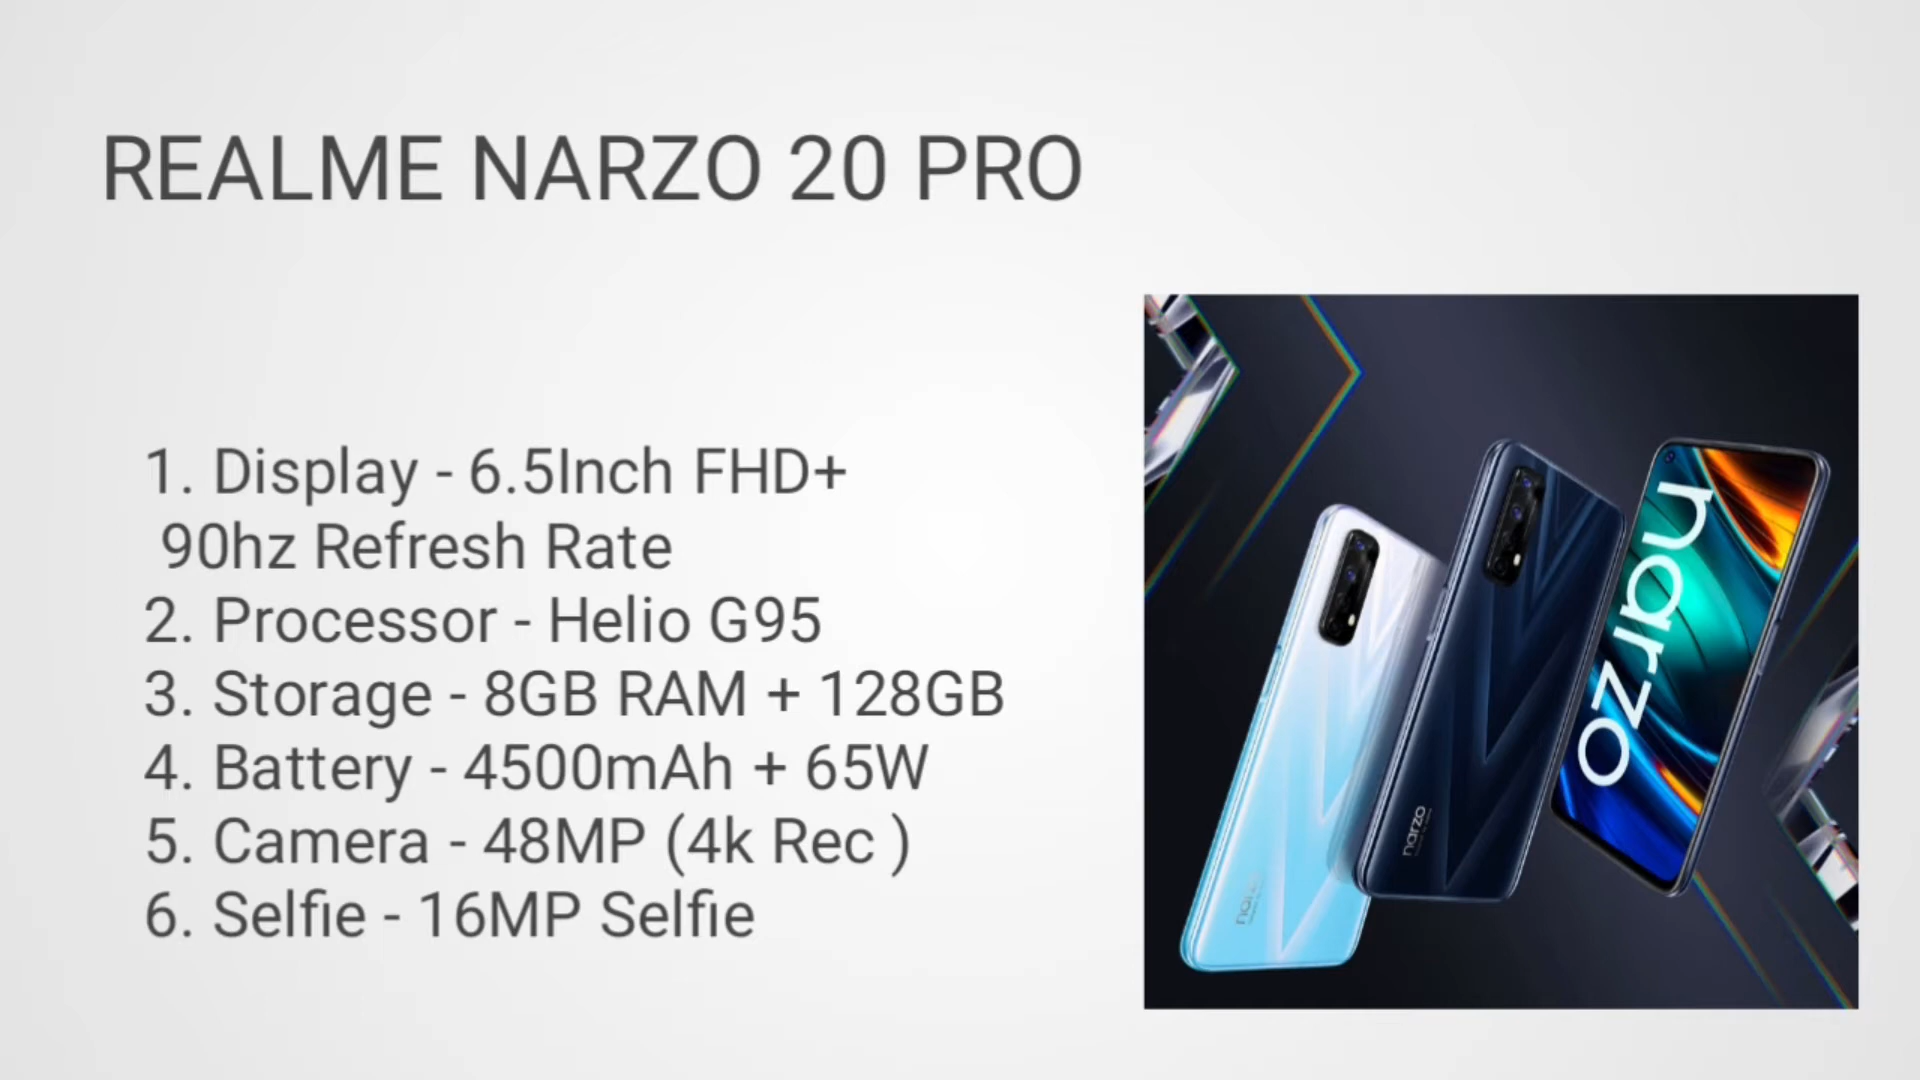 REALME NARZO 20 PRO
1. Display - 6.5Inch FHD+
90hz Refresh Rate
2. Processor - Helio G95
3. Storage - 8GB RAM + 128GB
4. Battery - 4500mAh + 65W
5. Camera - 48MP (4k Rec )
6. Selfie - 16MP Selfie
narzo
narzo
narzo